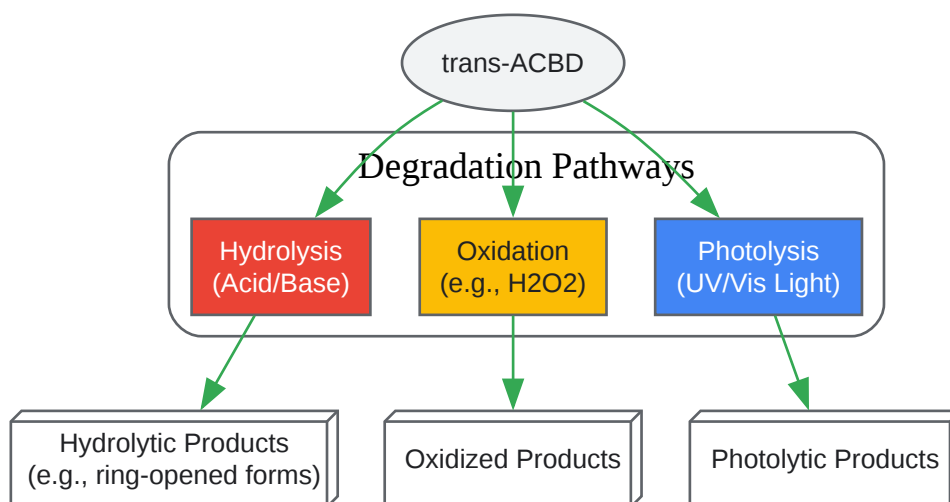 trans-ACBD
Degradation Pathways
Hydrolysis
(Acid/Base)
Oxidation
(e.g., H2O2)
Photolysis
(UV/Vis Light)
Hydrolytic Products
(e.g., ring-opened forms)
Oxidized Products
Photolytic Products